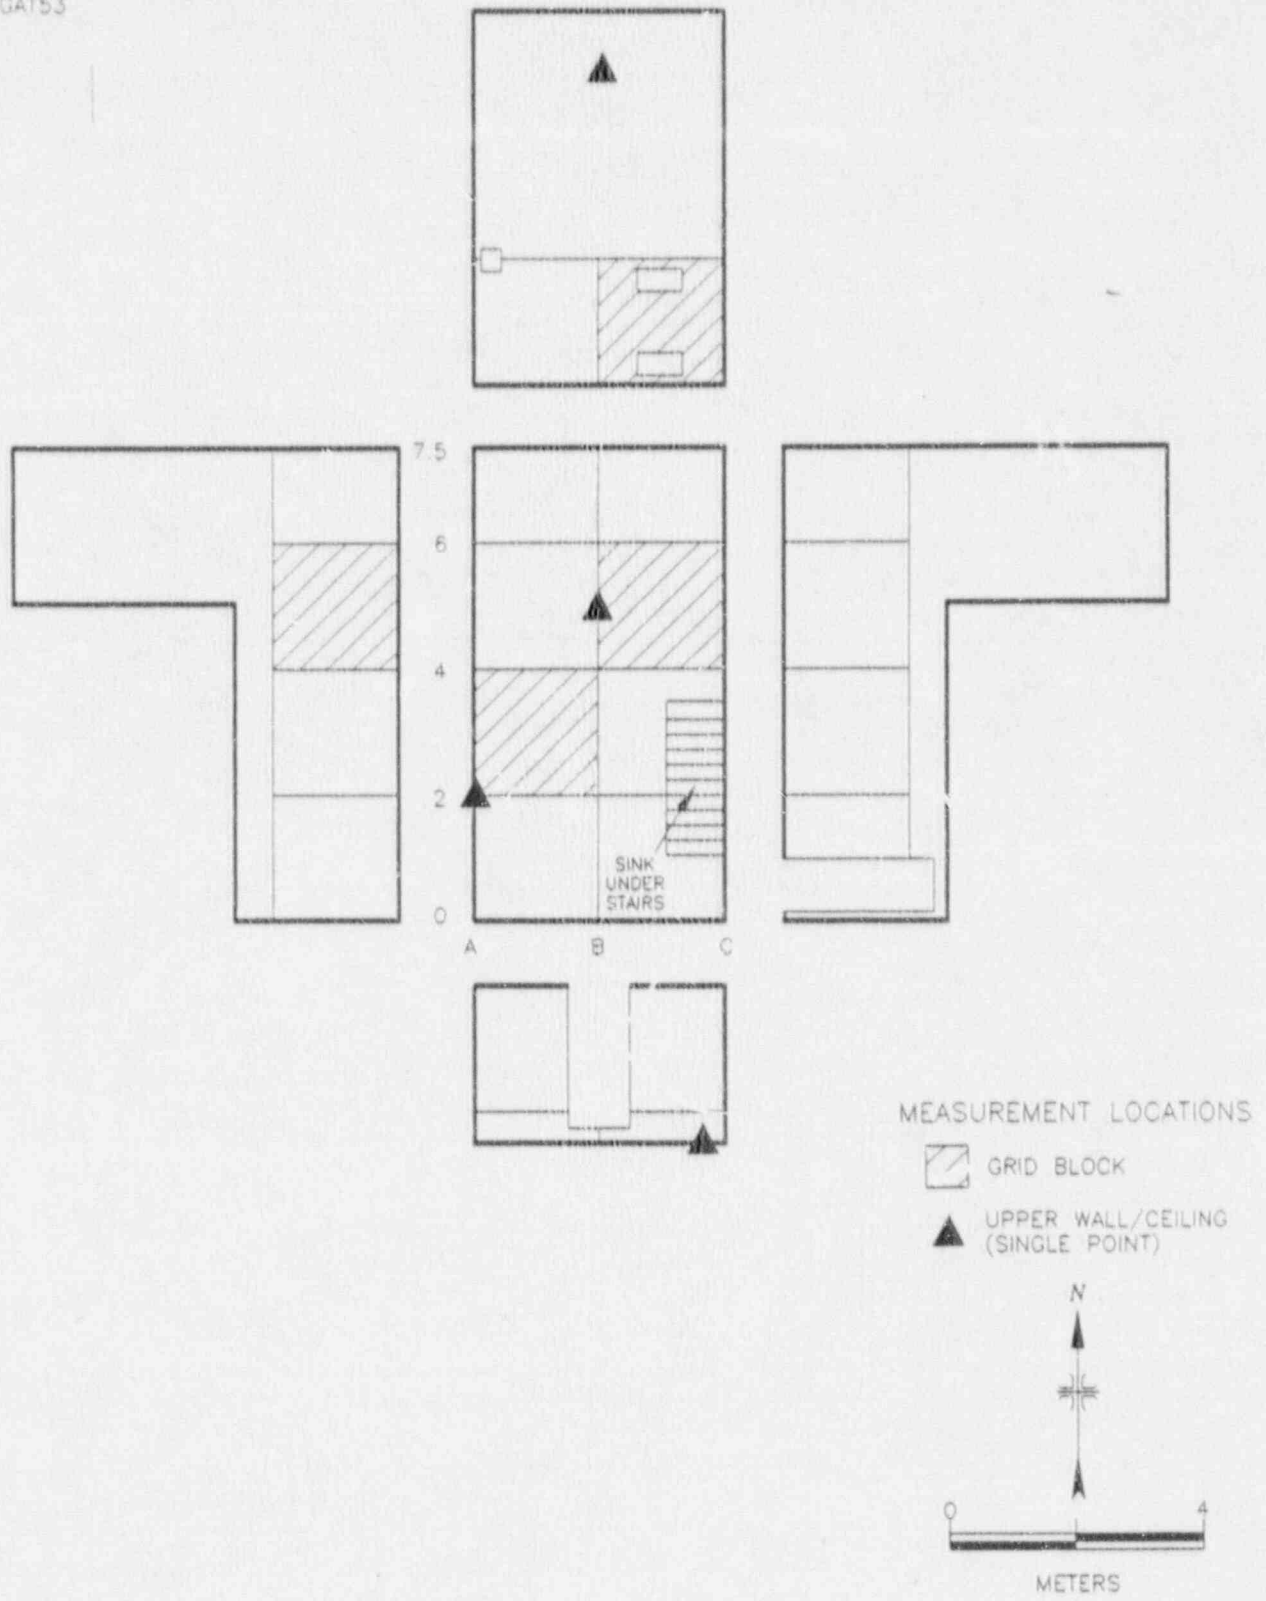 7.5
6
4
2
0
SINK
UNDER
STAIRS
A B C
MEASUREMENT LOCATIONS
GRID BLOCK
UPPER WALL/CEILING
(SINGLE POINT)
N
0 4
METERS